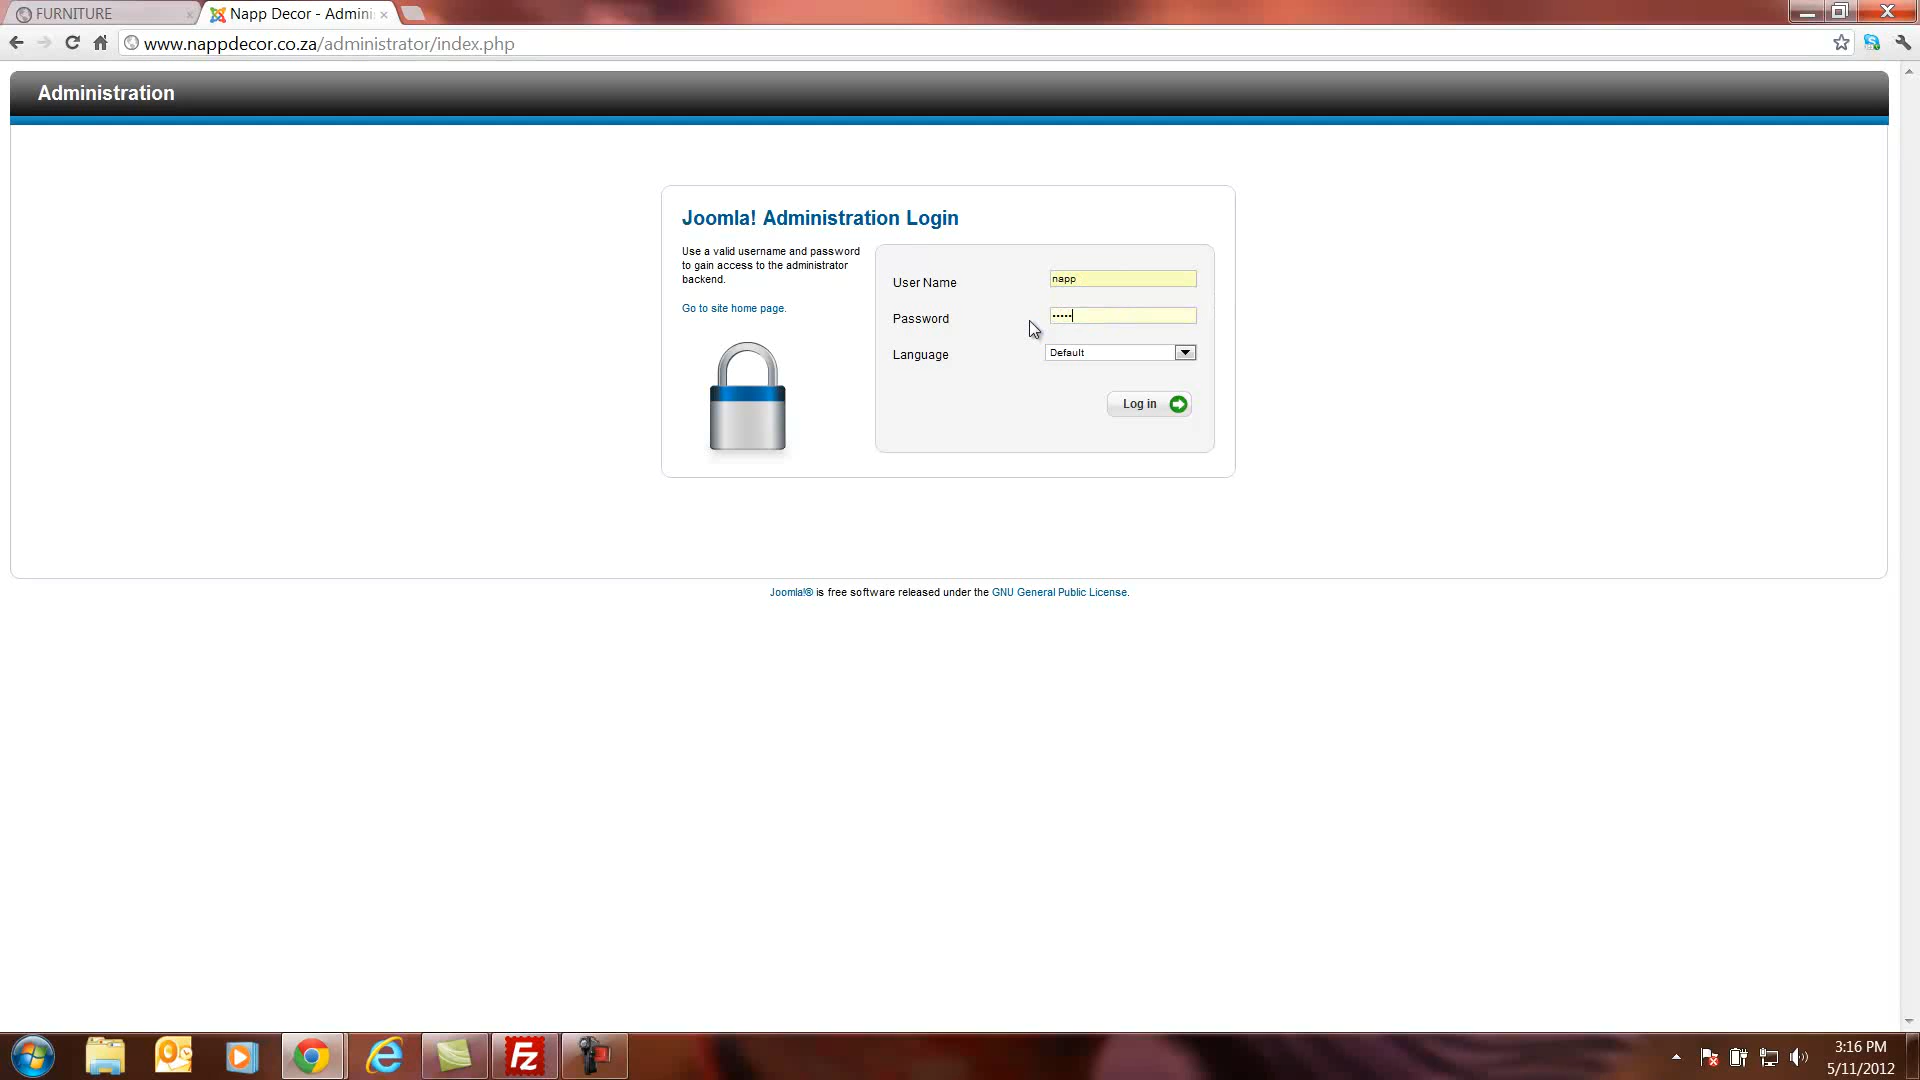 FURNITURE
Napp Decor - Admini
www.nappdecor.co.za/administrator/index.php
Administration
Joomla! Administration Login
Use a valid username and password
to gain access to the administrator
backend.
Go to site home page.
User Name
napp
Password
•••••
Language
Default
Log in
Joomla!® is free software released under the GNU General Public License.
Fz
3:16 PM
5/11/2012